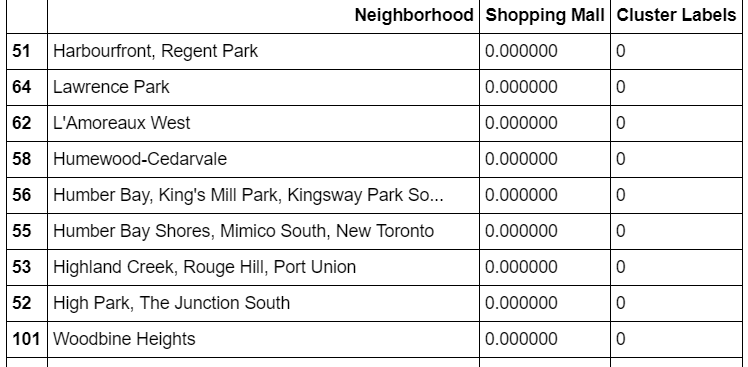 Neighborhood Shopping Mall Cluster Labels
51 Harbourfront, Regent Park 0.000000 0
64 Lawrence Park 0.000000 0
62 L'Amoreaux West 0.000000 0
58 Humewood-Cedarvale 0.000000 0
56 Humber Bay, King's Mill Park, Kingsway Park So... 0.000000 0
55 Humber Bay Shores, Mimico South, New Toronto 0.000000 0
53 Highland Creek, Rouge Hill, Port Union 0.000000 0
52 High Park, The Junction South 0.000000 0
101 Woodbine Heights 0.000000 0